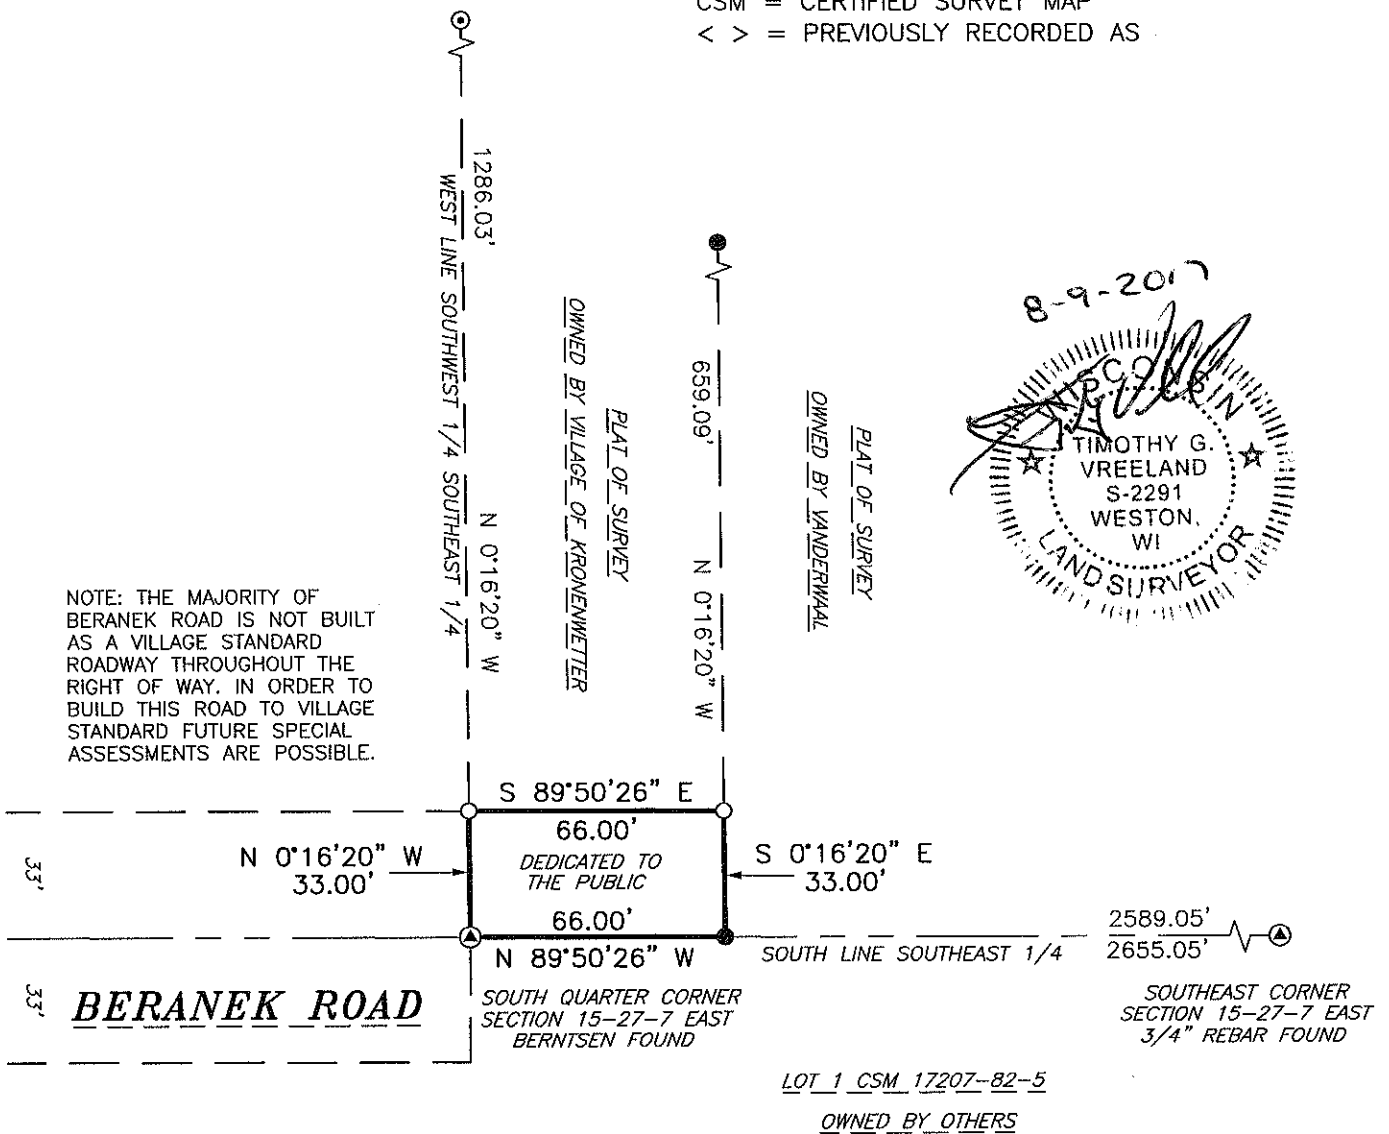 CSM = CERTIFIED SURVEY MAP
< > = PREVIOUSLY RECORDED AS
1286.03'
WEST LINE SOUTHWEST 1/4 SOUTHEAST 1/4
N 0°16'20" W
PLAT OF SURVEY
OWNED BY VILLAGE OF KRONENWETTER
659.09'
N 0°16'20" W
PLAT OF SURVEY
OWNED BY VANDERWAAL
8-9-2017
WISCONSIN
TIMOTHY G.
VREELAND
S-2291
WESTON,
WI
LAND SURVEYOR
NOTE: THE MAJORITY OF
BERANEK ROAD IS NOT BUILT
AS A VILLAGE STANDARD
ROADWAY THROUGHOUT THE
RIGHT OF WAY. IN ORDER TO
BUILD THIS ROAD TO VILLAGE
STANDARD FUTURE SPECIAL
ASSESSMENTS ARE POSSIBLE.
S 89°50'26" E
66.00'
N 0°16'20" W
33.00'
DEDICATED TO
THE PUBLIC
S 0°16'20" E
33.00'
33'
66.00'
N 89°50'26" W
SOUTH LINE SOUTHEAST 1/4
2589.05'
2655.05'
33'
BERANEK ROAD
SOUTH QUARTER CORNER
SECTION 15-27-7 EAST
BERNTSEN FOUND
SOUTHEAST CORNER
SECTION 15-27-7 EAST
3/4" REBAR FOUND
LOT 1 CSM 17207-82-5
OWNED BY OTHERS